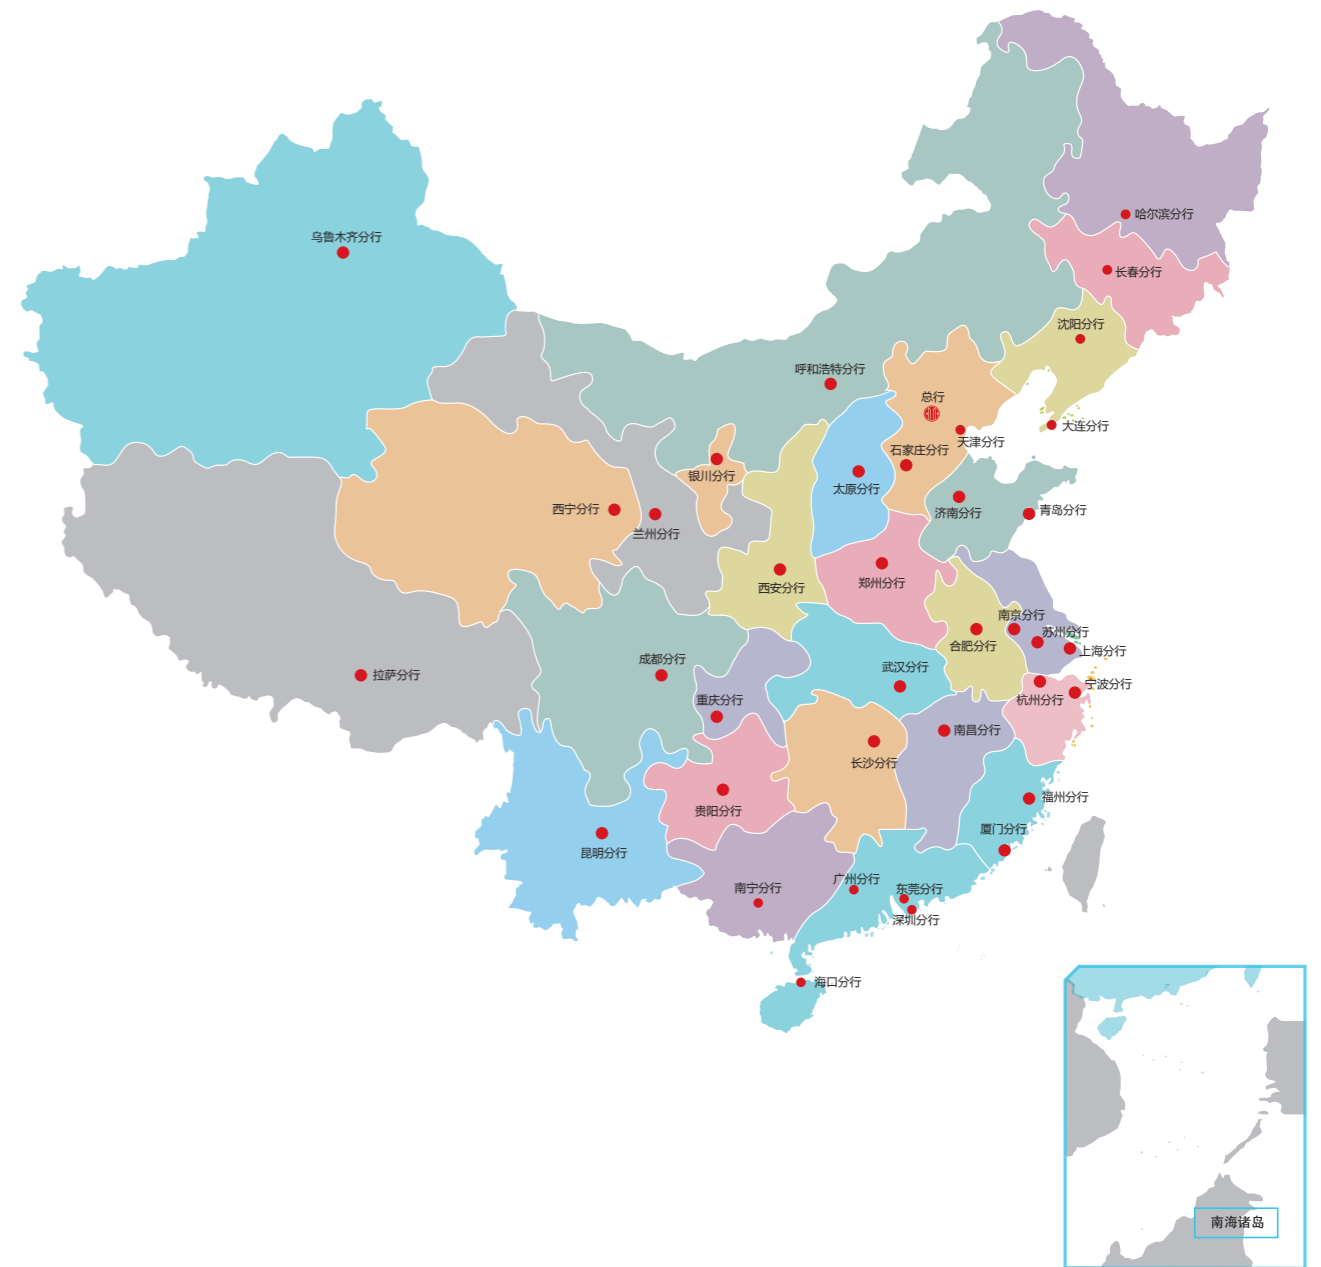 哈尔滨分行
乌鲁木齐分行
长春分行
沈阳分行
呼和浩特分行
总行
大连分行
天津分行
石家庄分行
银川分行
太原分行
西宁分行
青岛分行
济南分行
兰州分行
郑州分行
西安分行
南京分行
苏州分行
合肥分行
上海分行
成都分行
武汉分行
拉萨分行
宁波分行
重庆分行
杭州分行
南昌分行
长沙分行
福州分行
贵阳分行
厦门分行
昆明分行
广州分行
南宁分行
东莞分行
深圳分行
海口分行
南海诸岛